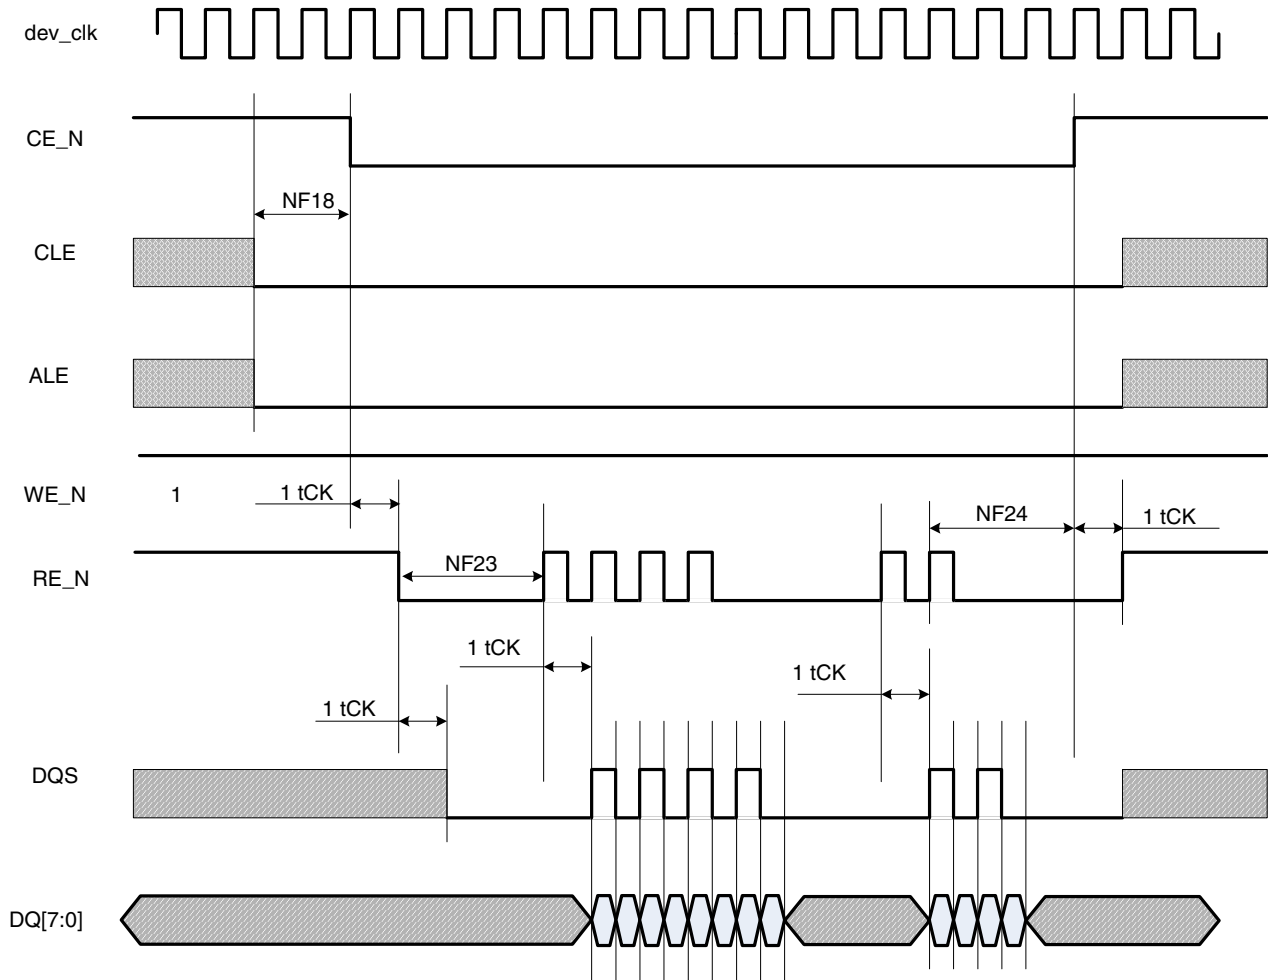 dev_clk
CE_N
NF18
CLE
ALE
WE_N 1 1 tCK
NF24 1 tCK
RE_N NF23
1 tCK 1 tCK
1 tCK
DQS
DQ[7:0]